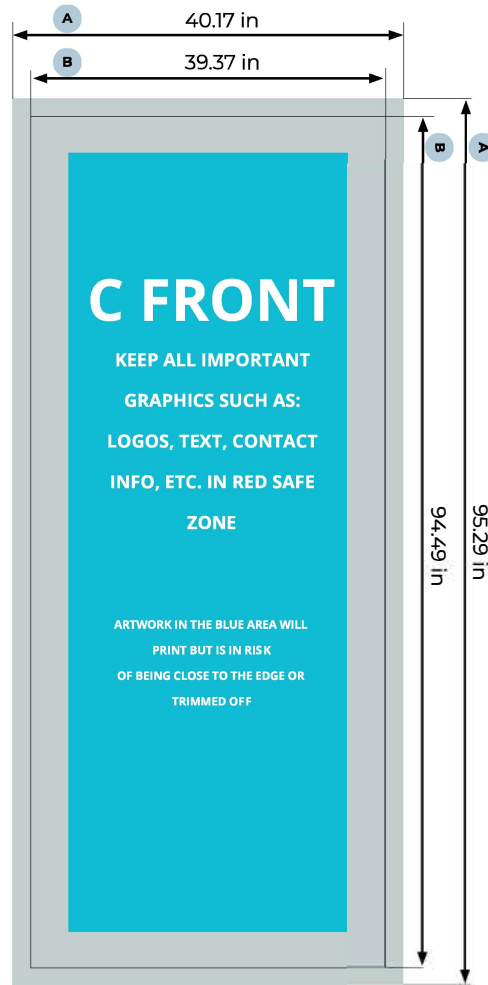 A
40.17 in
B
39.37 in
B
A
C FRONT
KEEP ALL IMPORTANT
GRAPHICS SUCH AS:
LOGOS, TEXT, CONTACT
INFO, ETC. IN RED SAFE
ZONE
94.49 in
95.29 in
ARTWORK IN THE BLUE AREA WILL
PRINT BUT IS IN RISK
OF BEING CLOSE TO THE EDGE OR
TRIMMED OFF